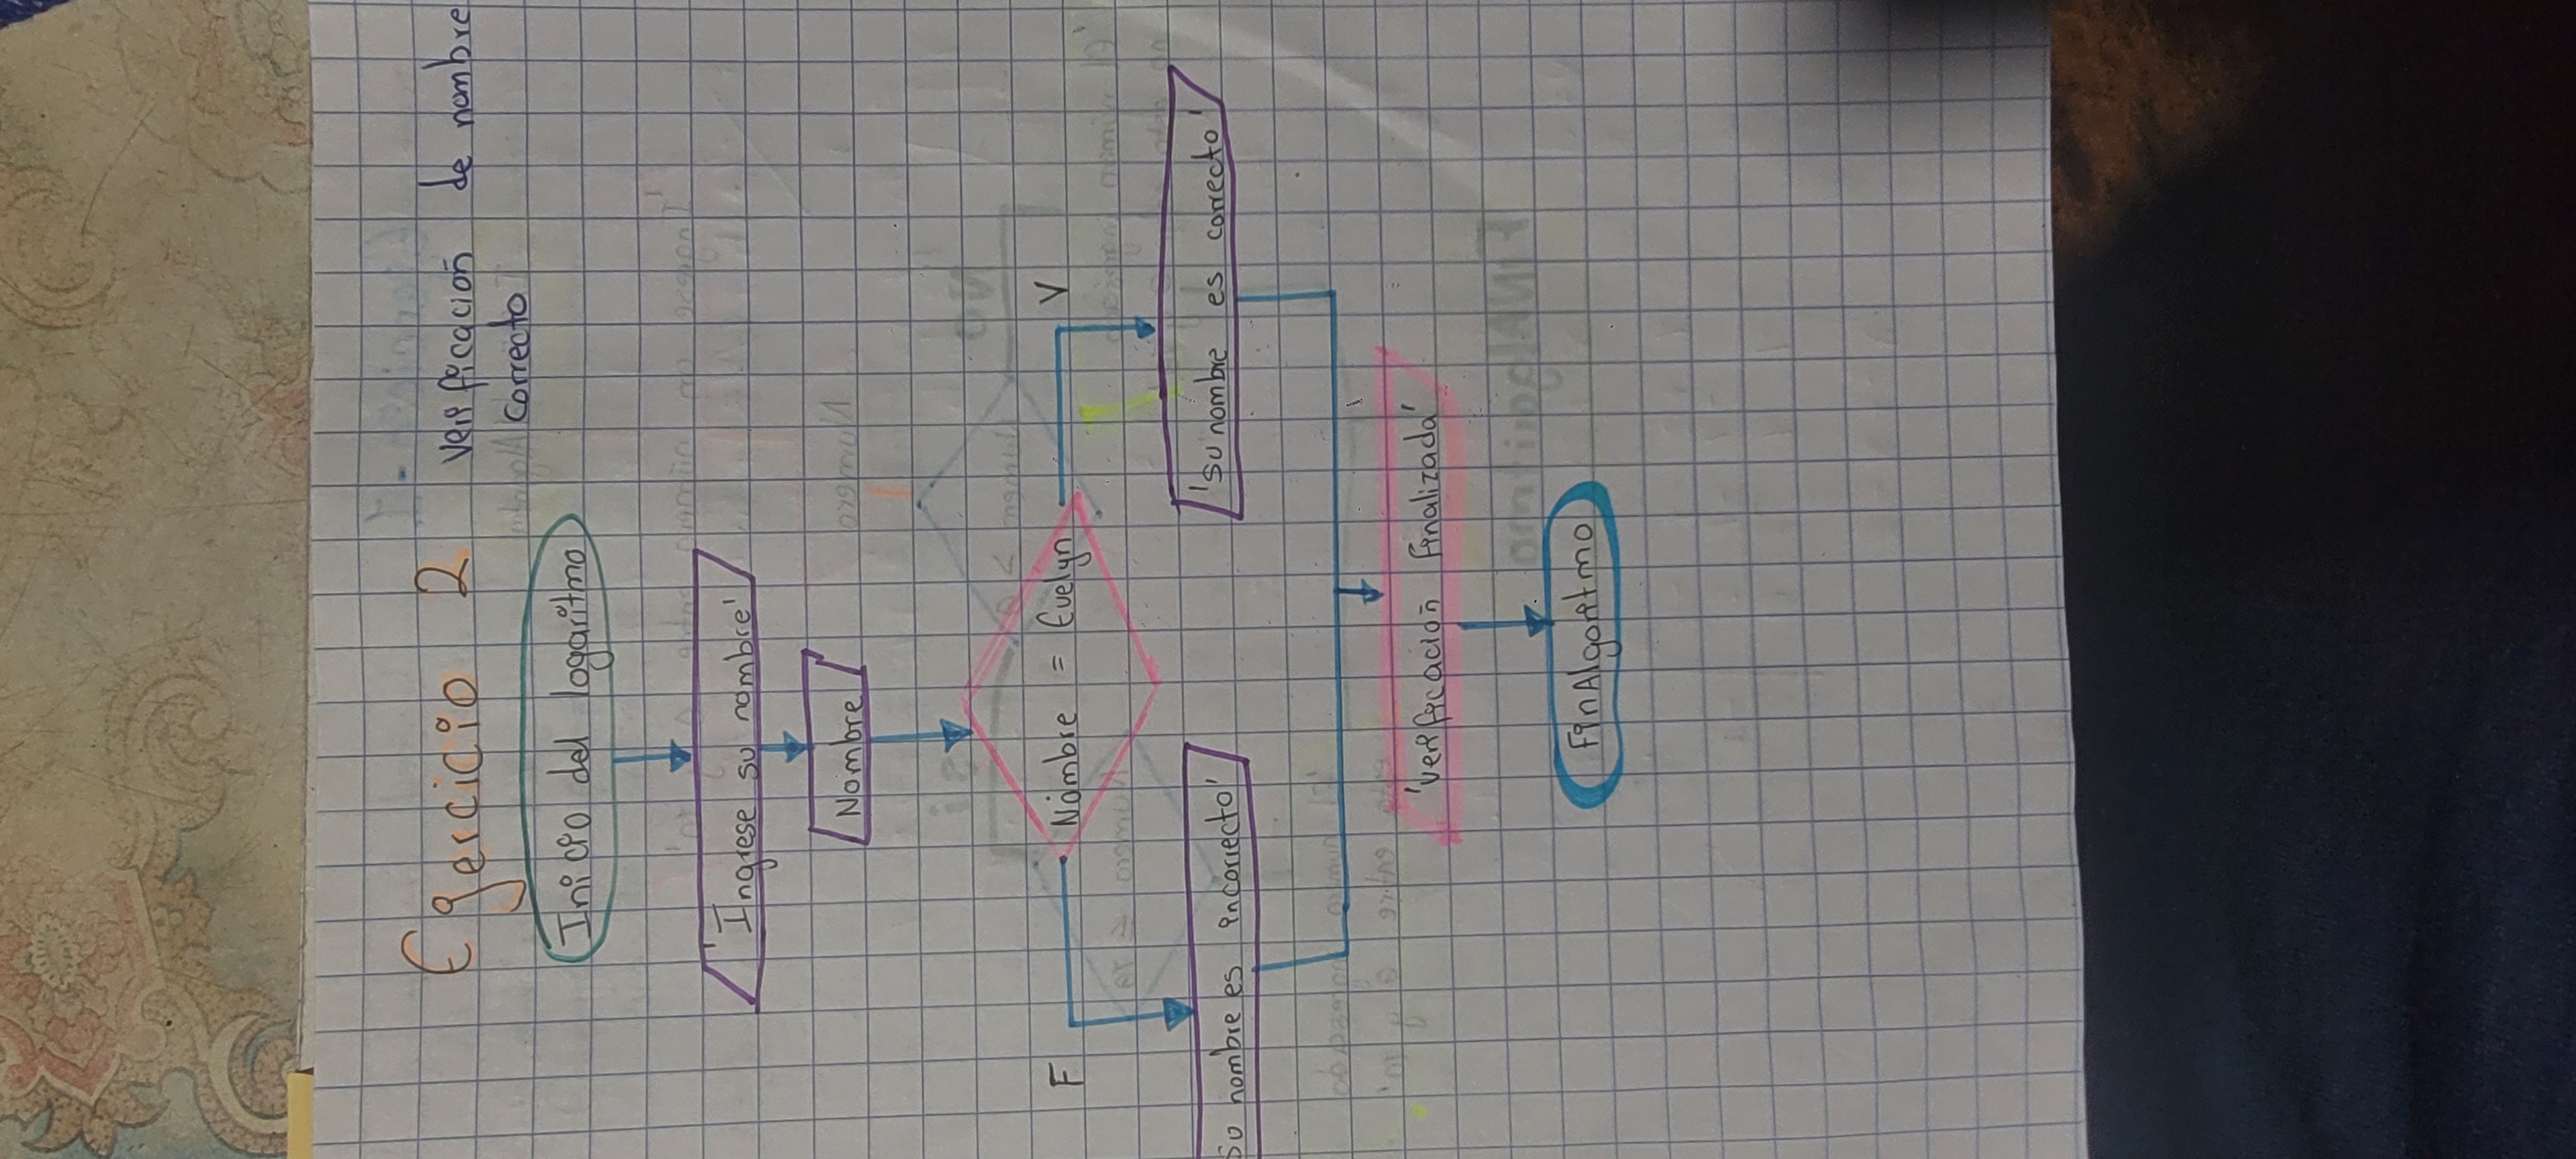 Ejercicio 2 Verificación de nombre
correcto
Inicio del logaritmo
'Ingrese su nombre'
Nombre
Nombre = Evelyn
F
V
Su nombre es incorrecto'
'Su nombre es correcto'
'Verificación Finalizada'
FinAlgoritmo